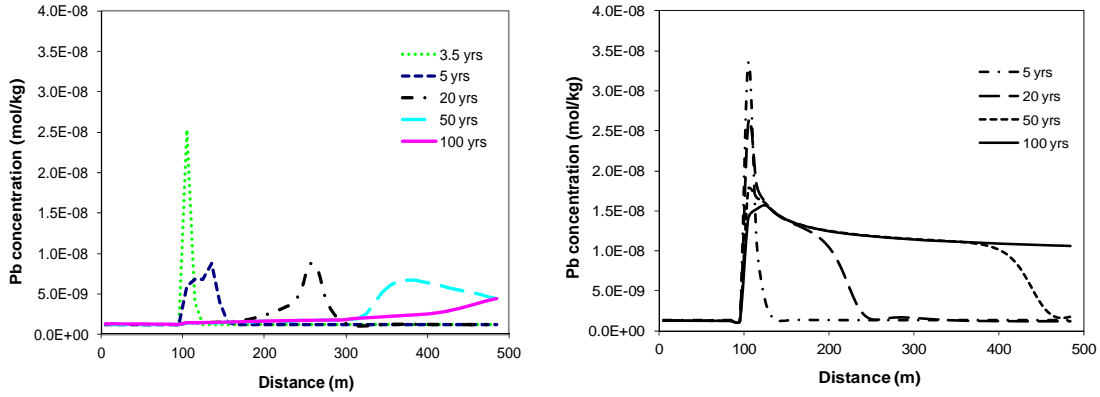 4.0E-08
3.5E-08
3.0E-08
2.5E-08
2.0E-08
1.5E-08
1.0E-08
5.0E-09
0.0E+00
Pb concentration (mol/kg)
3.5 yrs
5 yrs
20 yrs
50 yrs
100 yrs
0 100 200 300 400 500
Distance (m)
4.0E-08
3.5E-08
3.0E-08
2.5E-08
2.0E-08
1.5E-08
1.0E-08
5.0E-09
0.0E+00
Pb concentration (mol/kg)
5 yrs
20 yrs
50 yrs
100 yrs
0 100 200 300 400 500
Distance (m)